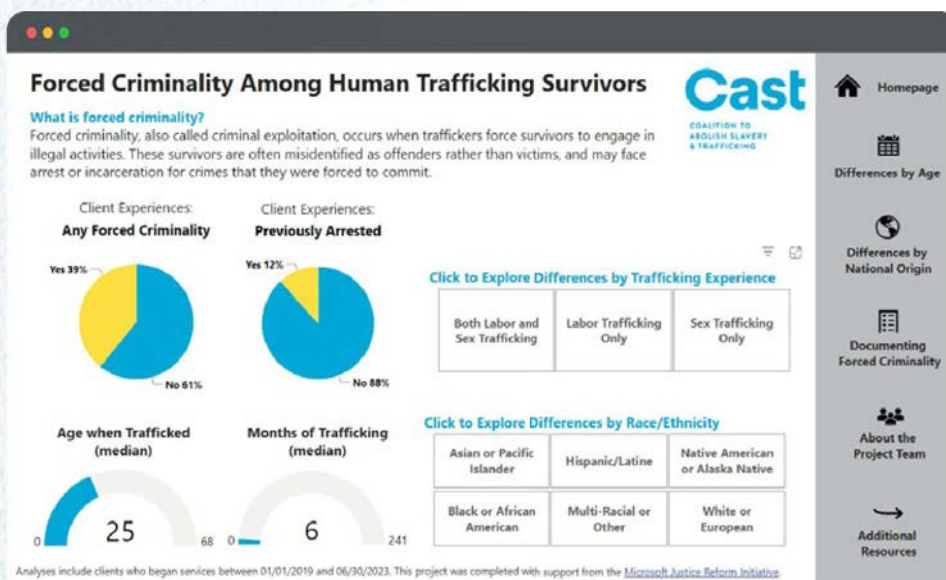 Forced Criminality Among Human Trafficking Survivors
Cast
COALITION TO
ABOLISH SLAVERY
& TRAFFICKING
What is forced criminality?
Forced criminality, also called criminal exploitation, occurs when traffickers force survivors to engage in
illegal activities. These survivors are often misidentified as offenders rather than victims, and may face
arrest or incarceration for crimes that they were forced to commit.
Client Experiences:
Any Forced Criminality
Yes 39%
No 61%
Client Experiences:
Previously Arrested
Yes 12%
No 88%
Click to Explore Differences by Trafficking Experience
Both Labor and
Sex Trafficking
Labor Trafficking
Only
Sex Trafficking
Only
Age when Trafficked
(median)
0
25
68
Months of Trafficking
(median)
0
6
241
Click to Explore Differences by Race/Ethnicity
Asian or Pacific
Islander
Hispanic/Latine
Native American
or Alaska Native
Black or African
American
Multi-Racial or
Other
White or
European
Analyses include clients who began services between 01/01/2019 and 06/30/2023. This project was completed with support from the Microsoft Justice Reform Initiative.
Homepage
Differences by Age
Differences by
National Origin
Documenting
Forced Criminality
About the
Project Team
Additional
Resources